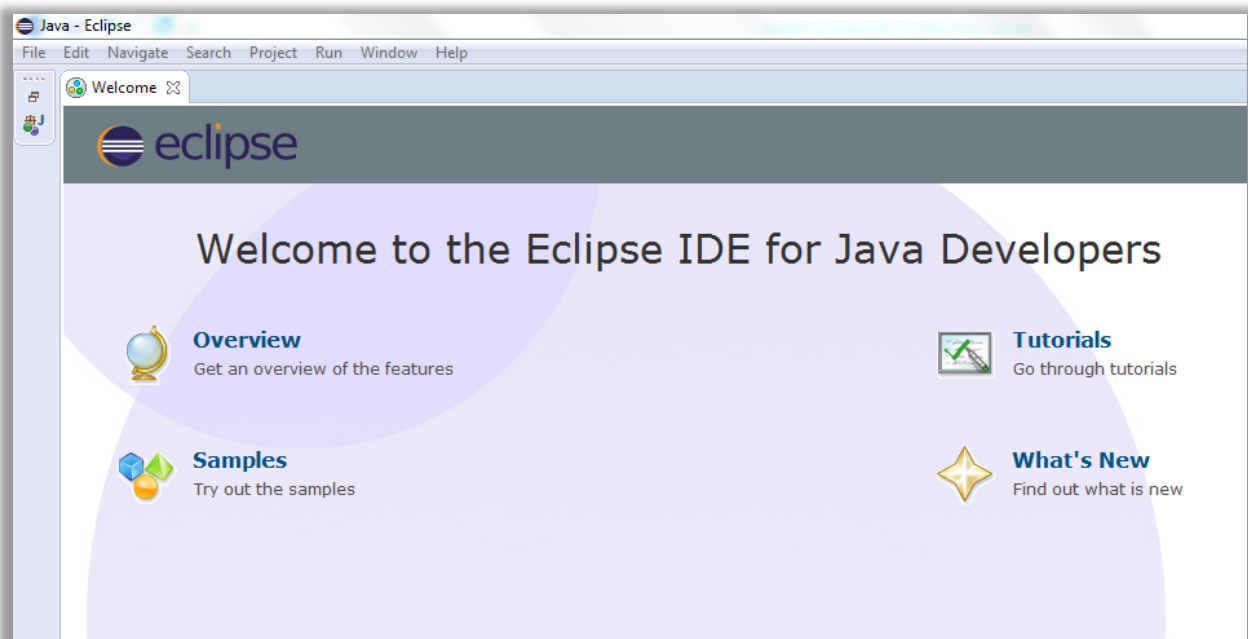 Java - Eclipse
File Edit Navigate Search Project Run Window Help
Welcome
J
eclipse
Welcome to the Eclipse IDE for Java Developers
Overview
Get an overview of the features
Tutorials
Go through tutorials
Samples
Try out the samples
What's New
Find out what is new